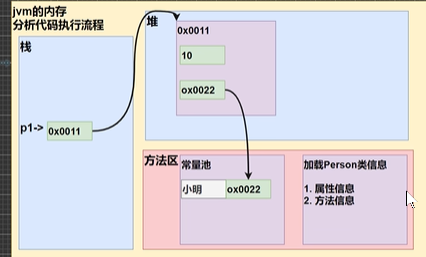 jvm的内存
分析代码执行流程
栈
p1->
0x0011
堆
0x0011
10
ox0022
方法区
常量池
小明
ox0022
加载Person类信息
1. 属性信息
2. 方法信息